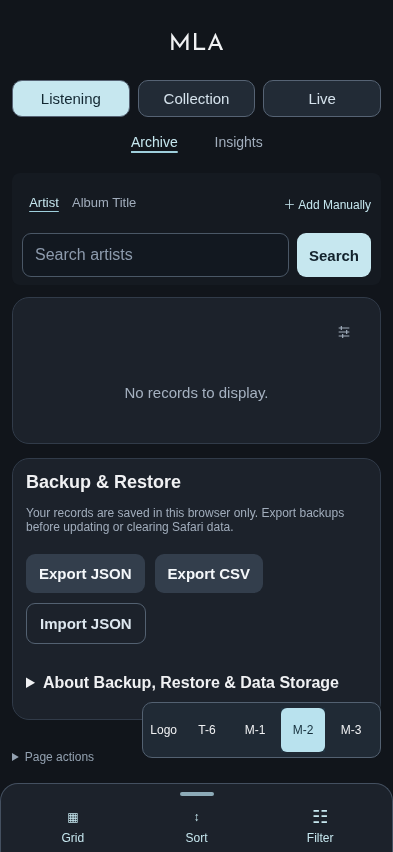 MLA
Listening Collection Live
Archive Insights
Artist Album Title + Add Manually
Search artists Search
No records to display.
Backup & Restore
Your records are saved in this browser only. Export backups
before updating or clearing Safari data.
Export JSON Export CSV
Import JSON
About Backup, Restore & Data Storage
Logo T-6 M-1 M-2 M-3
Page actions
Grid Sort Filter